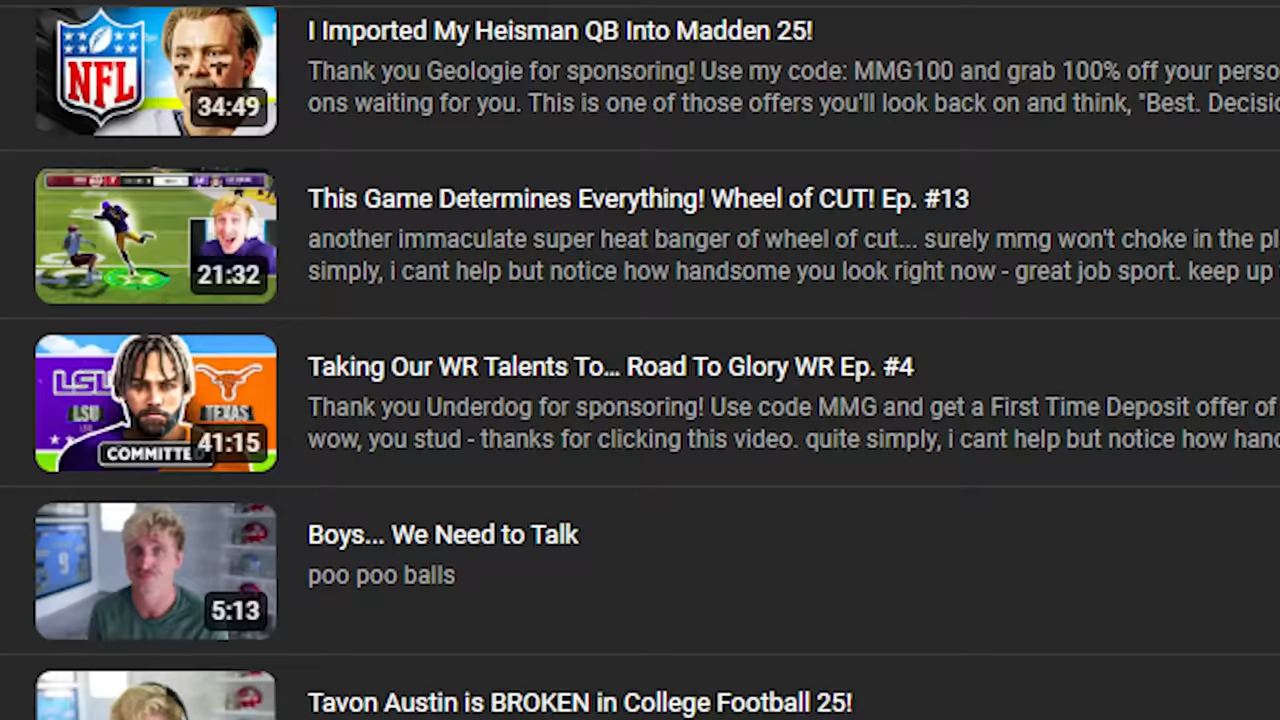 I Imported My Heisman QB Into Madden 25!
Thank you Geologie for sponsoring! Use my code: MMG100 and grab 100% off your perso
ons waiting for you. This is one of those offers you'll look back on and think, "Best. Decisio
NFL
34:49
This Game Determines Everything! Wheel of CUT! Ep. #13
another immaculate super heat banger of wheel of cut... surely mmg won't choke in the pl
simply, i cant help but notice how handsome you look right now - great job sport. keep up
21:32
Taking Our WR Talents To... Road To Glory WR Ep. #4
Thank you Underdog for sponsoring! Use code MMG and get a First Time Deposit offer of
wow, you stud - thanks for clicking this video. quite simply, i cant help but notice how hand
LSU
LSU
TEXAS
COMMITTED
41:15
Boys... We Need to Talk
poo poo balls
9
5:13
Tavon Austin is BROKEN in College Football 25!